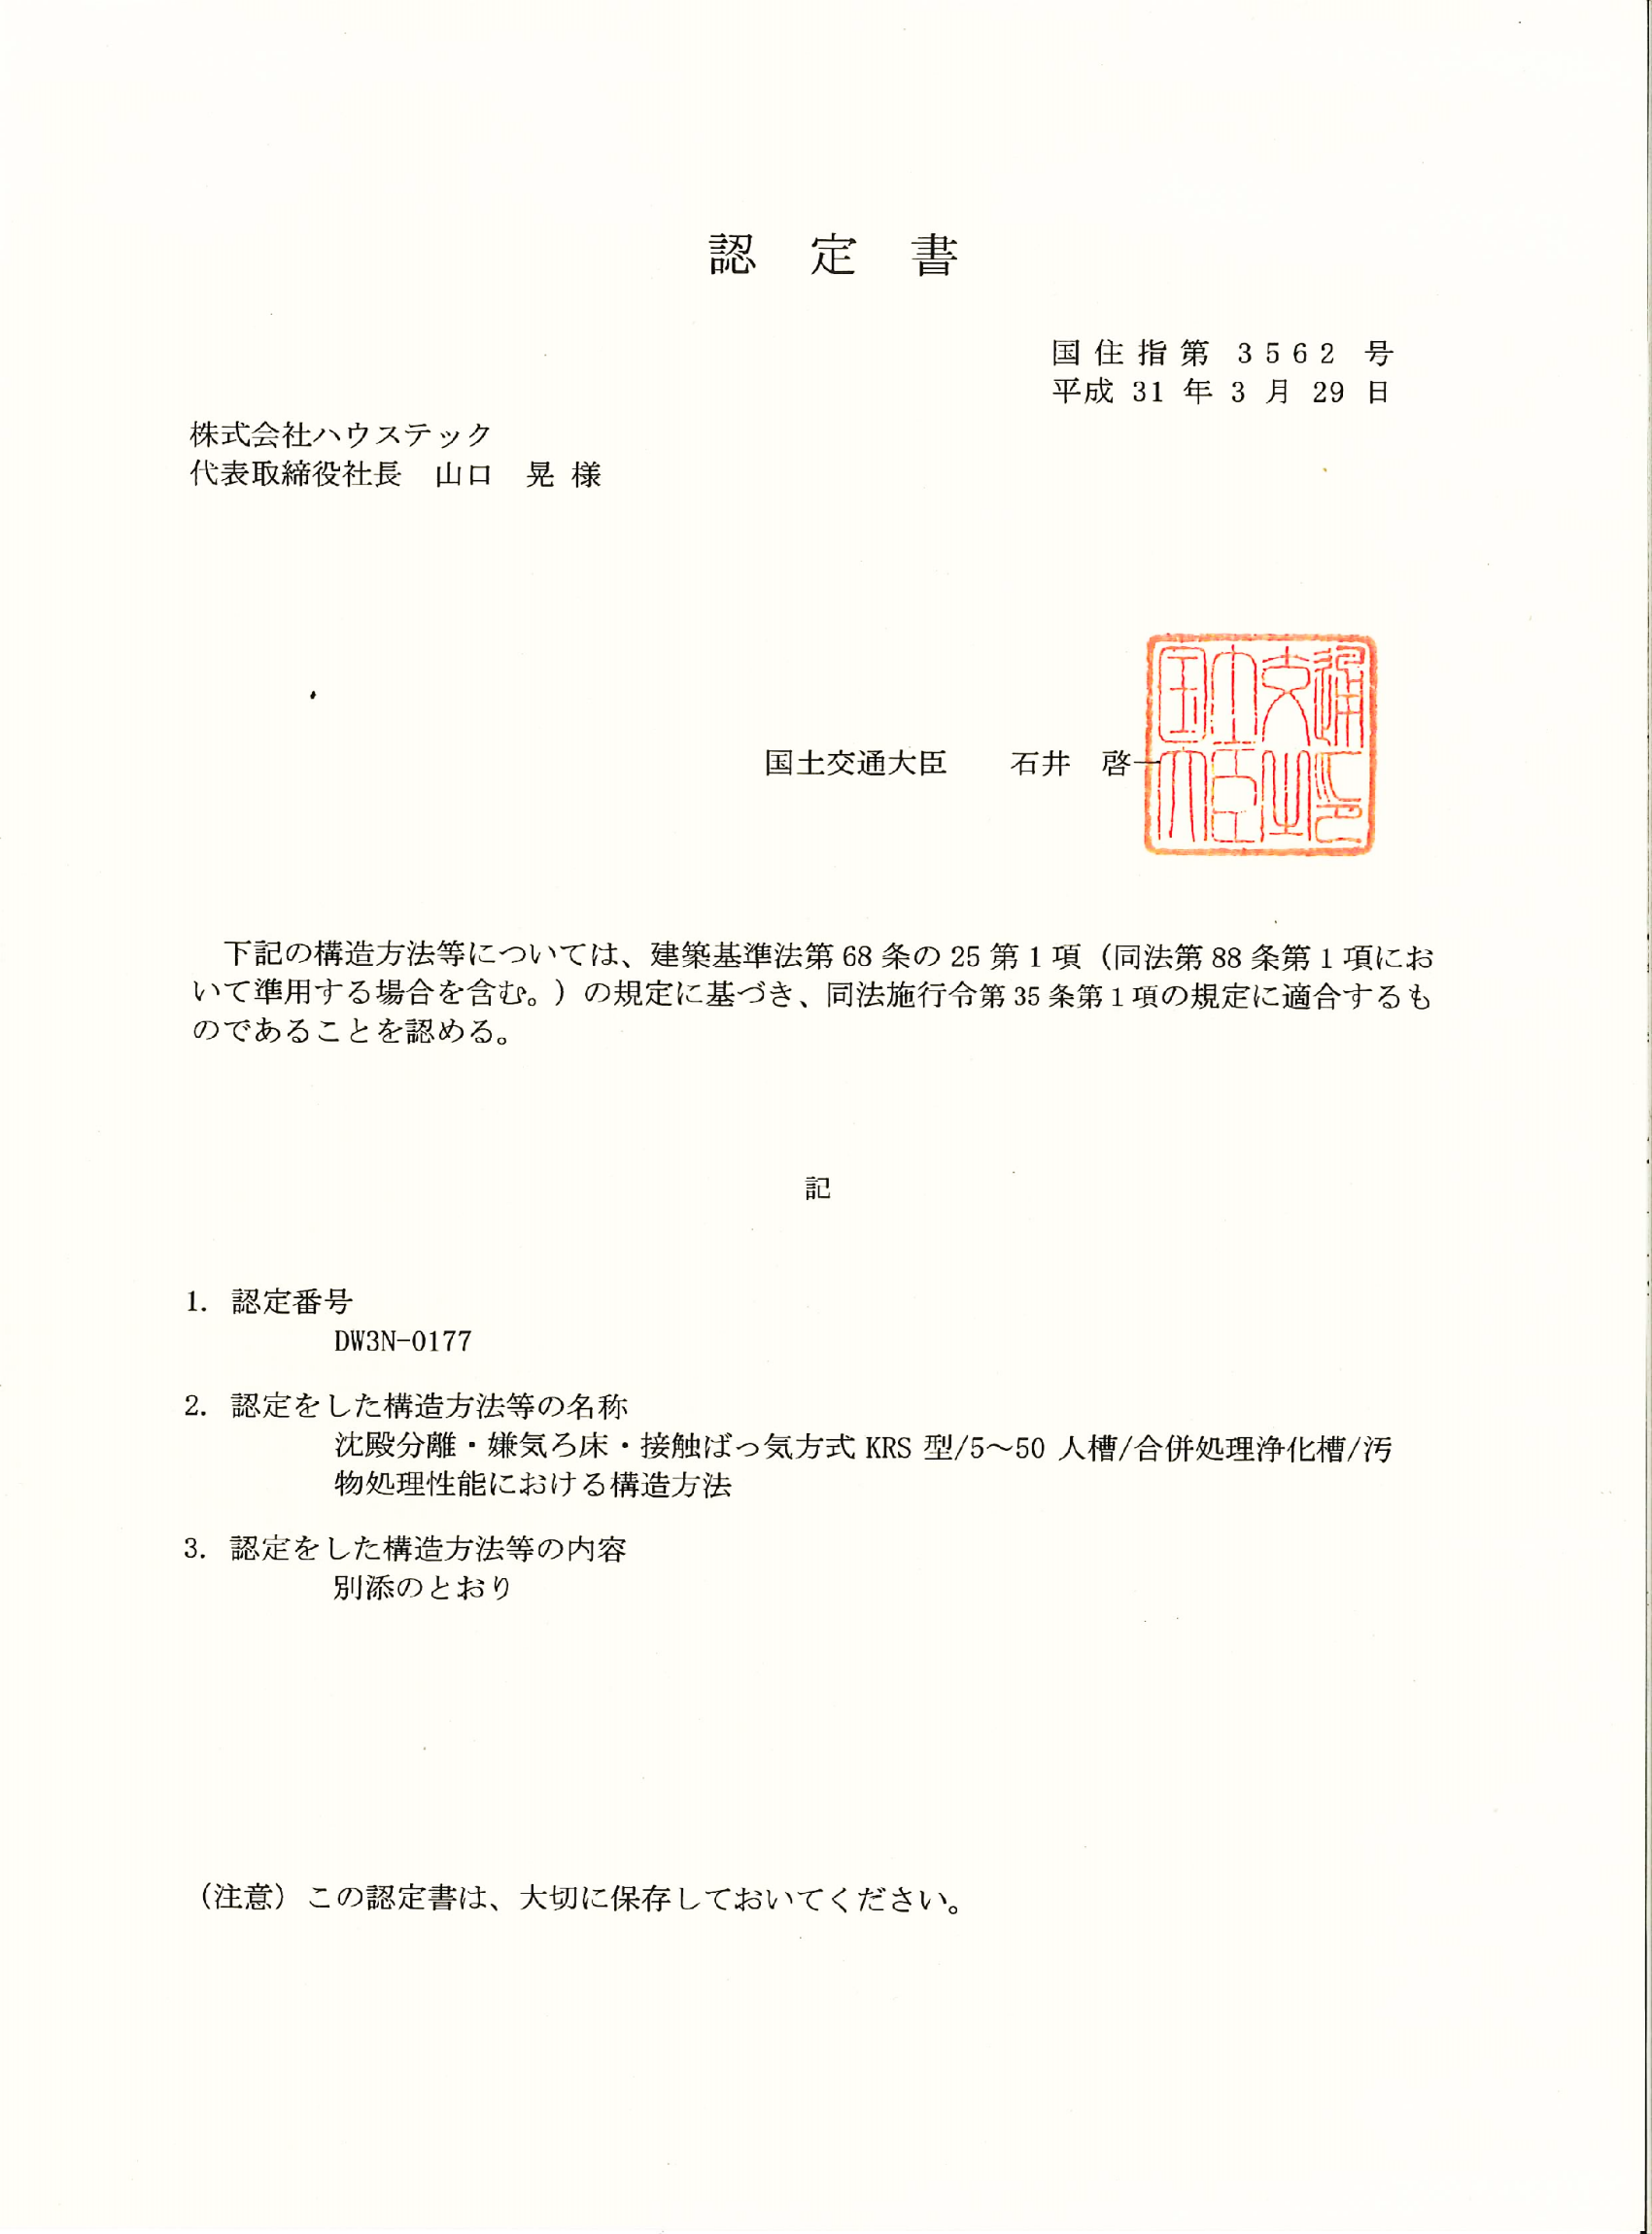 認 定 書
国住指第 3562 号
平成 31 年 3 月 29 日
株式会社ハウステック
代表取締役社長 山口 晃 様
国土交通大臣 石井 啓一
国土交通
大臣之印
下記の構造方法等については、建築基準法第 68 条の 25 第 1 項（同法第 88 条第 1 項にお
いて準用する場合を含む。）の規定に基づき、同法施行令第 35 条第 1 項の規定に適合するも
のであることを認める。
記
1. 認定番号
DW3N-0177
2. 認定をした構造方法等の名称
沈殿分離・嫌気ろ床・接触ばっ気方式 KRS 型/5～50 人槽/合併処理浄化槽/汚
物処理性能における構造方法
3. 認定をした構造方法等の内容
別添のとおり
（注意）この認定書は、大切に保存しておいてください。